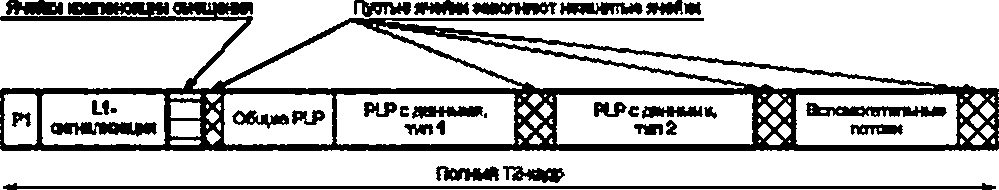 Ячейки компенсации смещения
Пустые ячейки заполняют незанятые ячейки
P1
L1-
сигнализация
Общие PLP
PLP с данными,
тип 1
PLP с данными,
тип 2
Вспомогательные
потоки
Полный T2-кадр